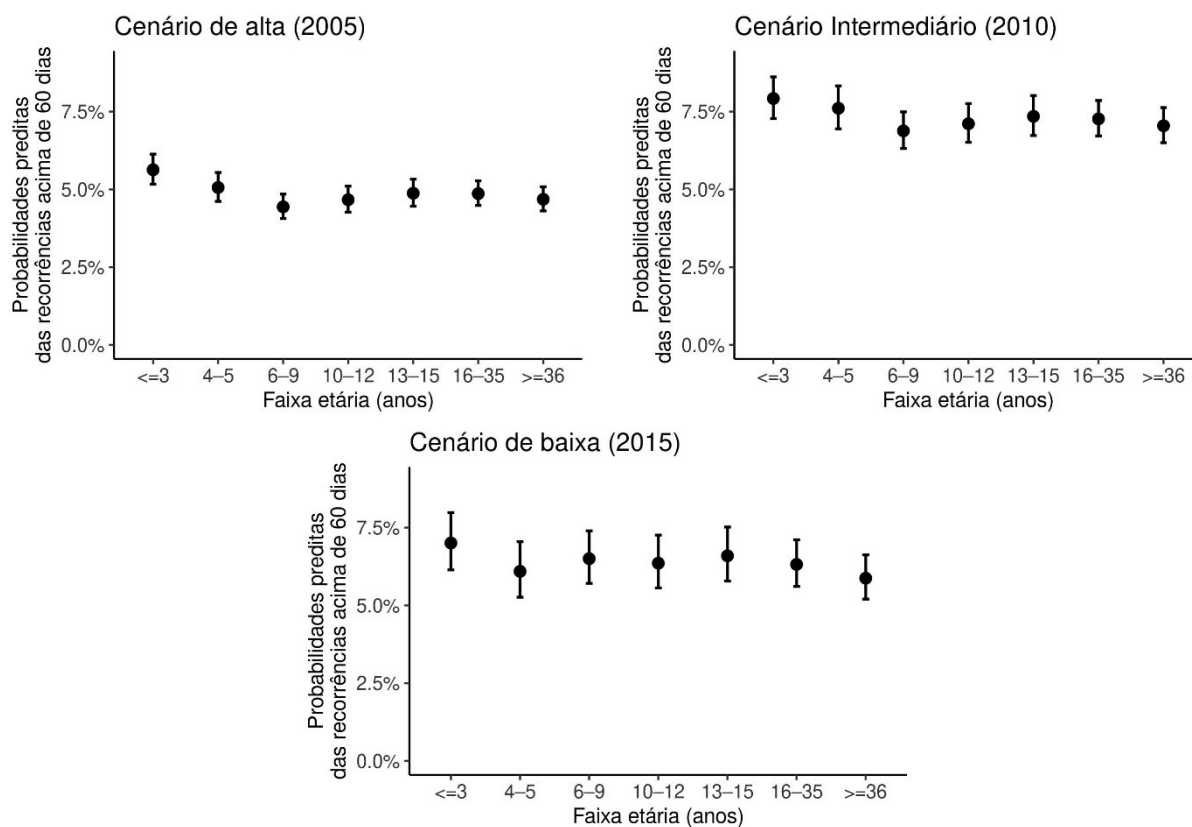 Cenário de alta (2005)
Probabilidades preditas
das recorrências acima de 60 dias
7.5%
5.0%
2.5%
0.0%
<=3 4–5 6–9 10–12 13–15 16–35 >=36
Faixa etária (anos)
Cenário Intermediário (2010)
Probabilidades preditas
das recorrências acima de 60 dias
7.5%
5.0%
2.5%
0.0%
<=3 4–5 6–9 10–12 13–15 16–35 >=36
Faixa etária (anos)
Cenário de baixa (2015)
Probabilidades preditas
das recorrências acima de 60 dias
7.5%
5.0%
2.5%
0.0%
<=3 4–5 6–9 10–12 13–15 16–35 >=36
Faixa etária (anos)